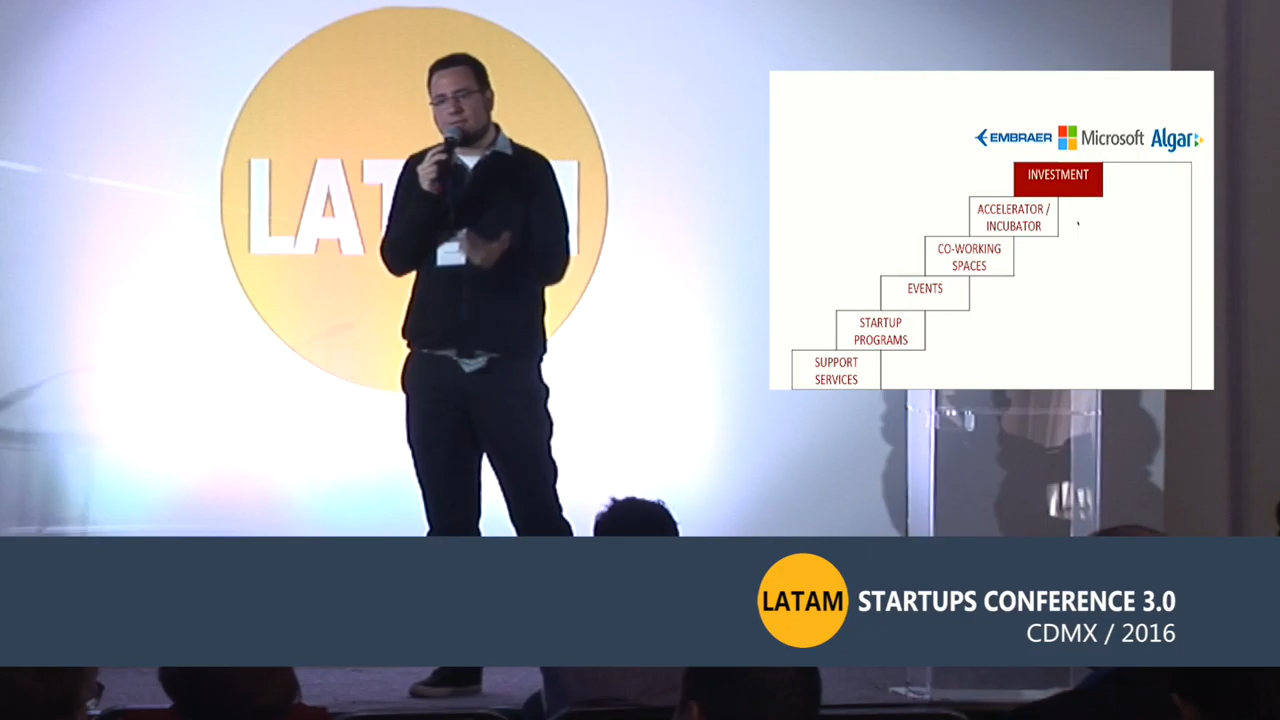 LATAM
EMBRAER Microsoft Algar
INVESTMENT
ACCELERATOR /
INCUBATOR
CO-WORKING
SPACES
EVENTS
STARTUP
PROGRAMS
SUPPORT
SERVICES
LATAM STARTUPS CONFERENCE 3.0
CDMX / 2016